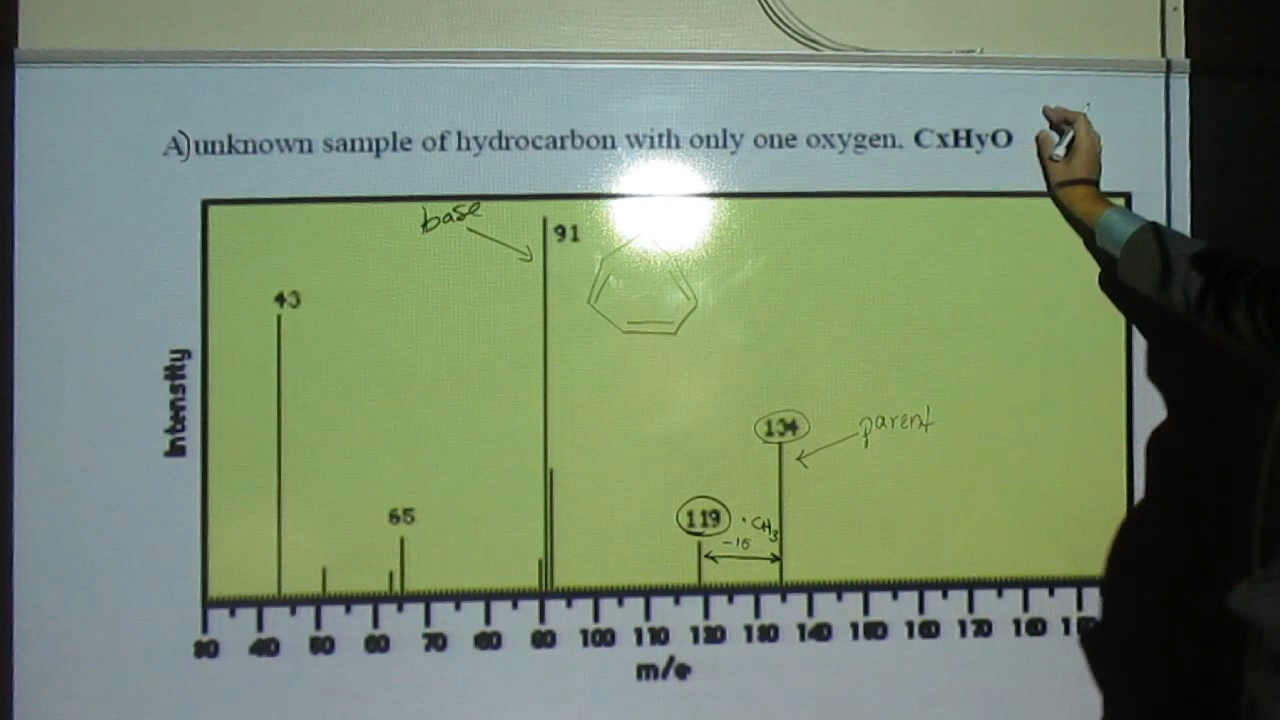 A) unknown sample of hydrocarbon with only one oxygen. CxHyO
base
91
43
134
parent
65
119
·CH3
-15
Intensity
30 40 50 60 70 80 90 100 110 120 130 140 150 160 170 180
m/e